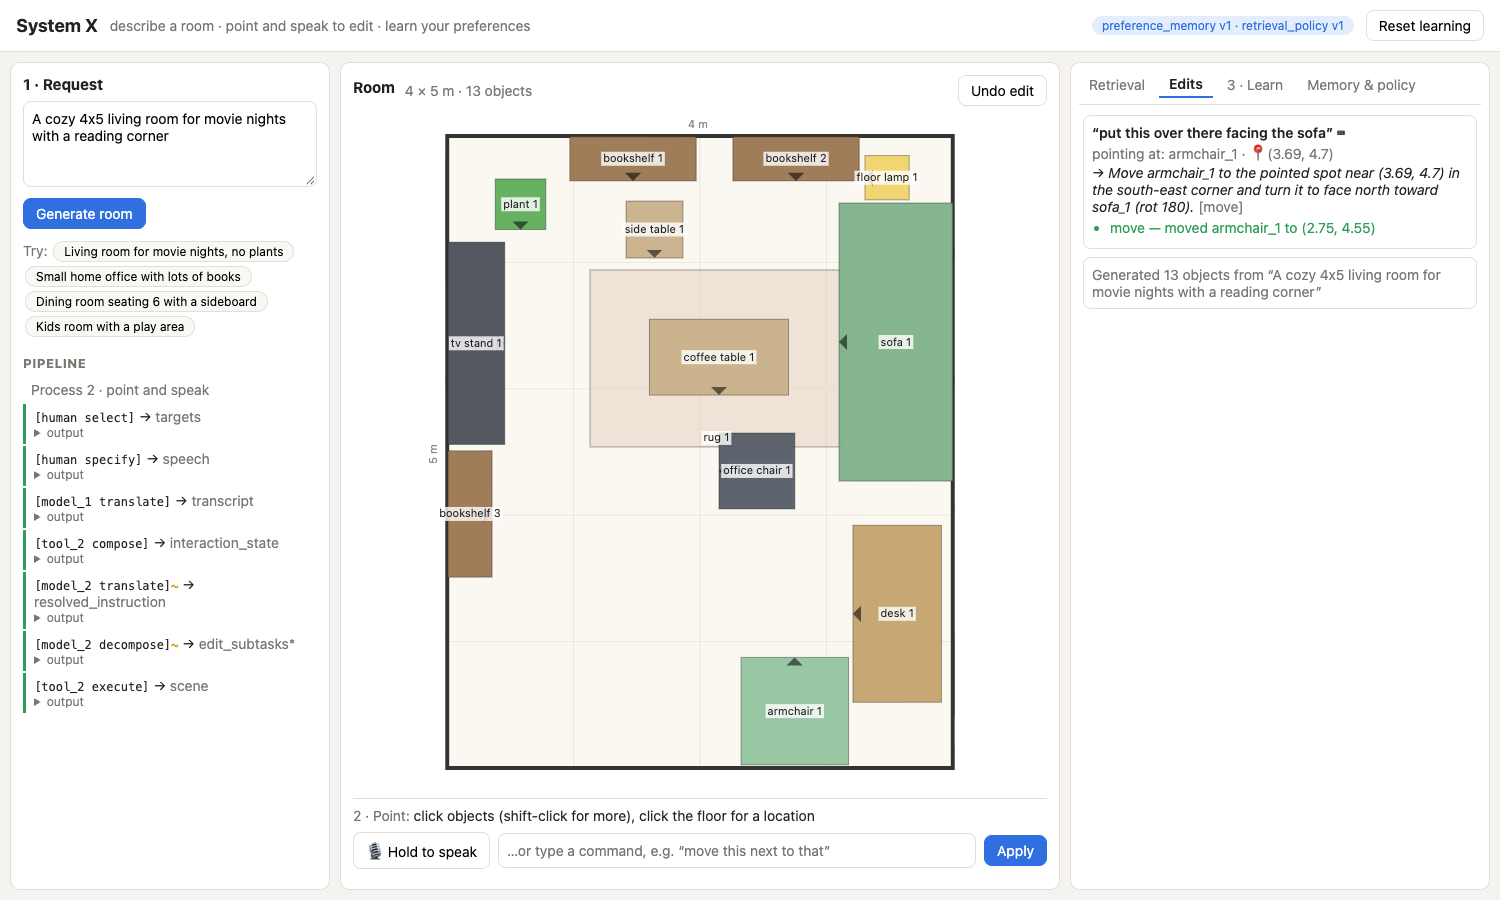 System X describe a room · point and speak to edit · learn your preferences
preference_memory v1 · retrieval_policy v1
Reset learning
1 · Request
A cozy 4x5 living room for movie nights
with a reading corner
Generate room
Try: Living room for movie nights, no plants
Small home office with lots of books
Dining room seating 6 with a sideboard
Kids room with a play area
PIPELINE
Process 2 · point and speak
[human select] → targets
▶ output
[human specify] → speech
▶ output
[model_1 translate] → transcript
▶ output
[tool_2 compose] → interaction_state
▶ output
[model_2 translate]~ →
resolved_instruction
▶ output
[model_2 decompose]~ → edit_subtasks*
▶ output
[tool_2 execute] → scene
▶ output
Room 4 × 5 m · 13 objects
Undo edit
4 m
5 m
bookshelf 1
bookshelf 2
floor lamp 1
plant 1
side table 1
tv stand 1
sofa 1
coffee table 1
rug 1
office chair 1
bookshelf 3
desk 1
armchair 1
2 · Point: click objects (shift-click for more), click the floor for a location
Hold to speak
...or type a command, e.g. “move this next to that”
Apply
Retrieval
Edits
3 · Learn
Memory & policy
“put this over there facing the sofa”
pointing at: armchair_1 · 📍 (3.69, 4.7)
→ Move armchair_1 to the pointed spot near (3.69, 4.7) in
the south-east corner and turn it to face north toward
sofa_1 (rot 180). [move]
• move — moved armchair_1 to (2.75, 4.55)
Generated 13 objects from “A cozy 4x5 living room for
movie nights with a reading corner”